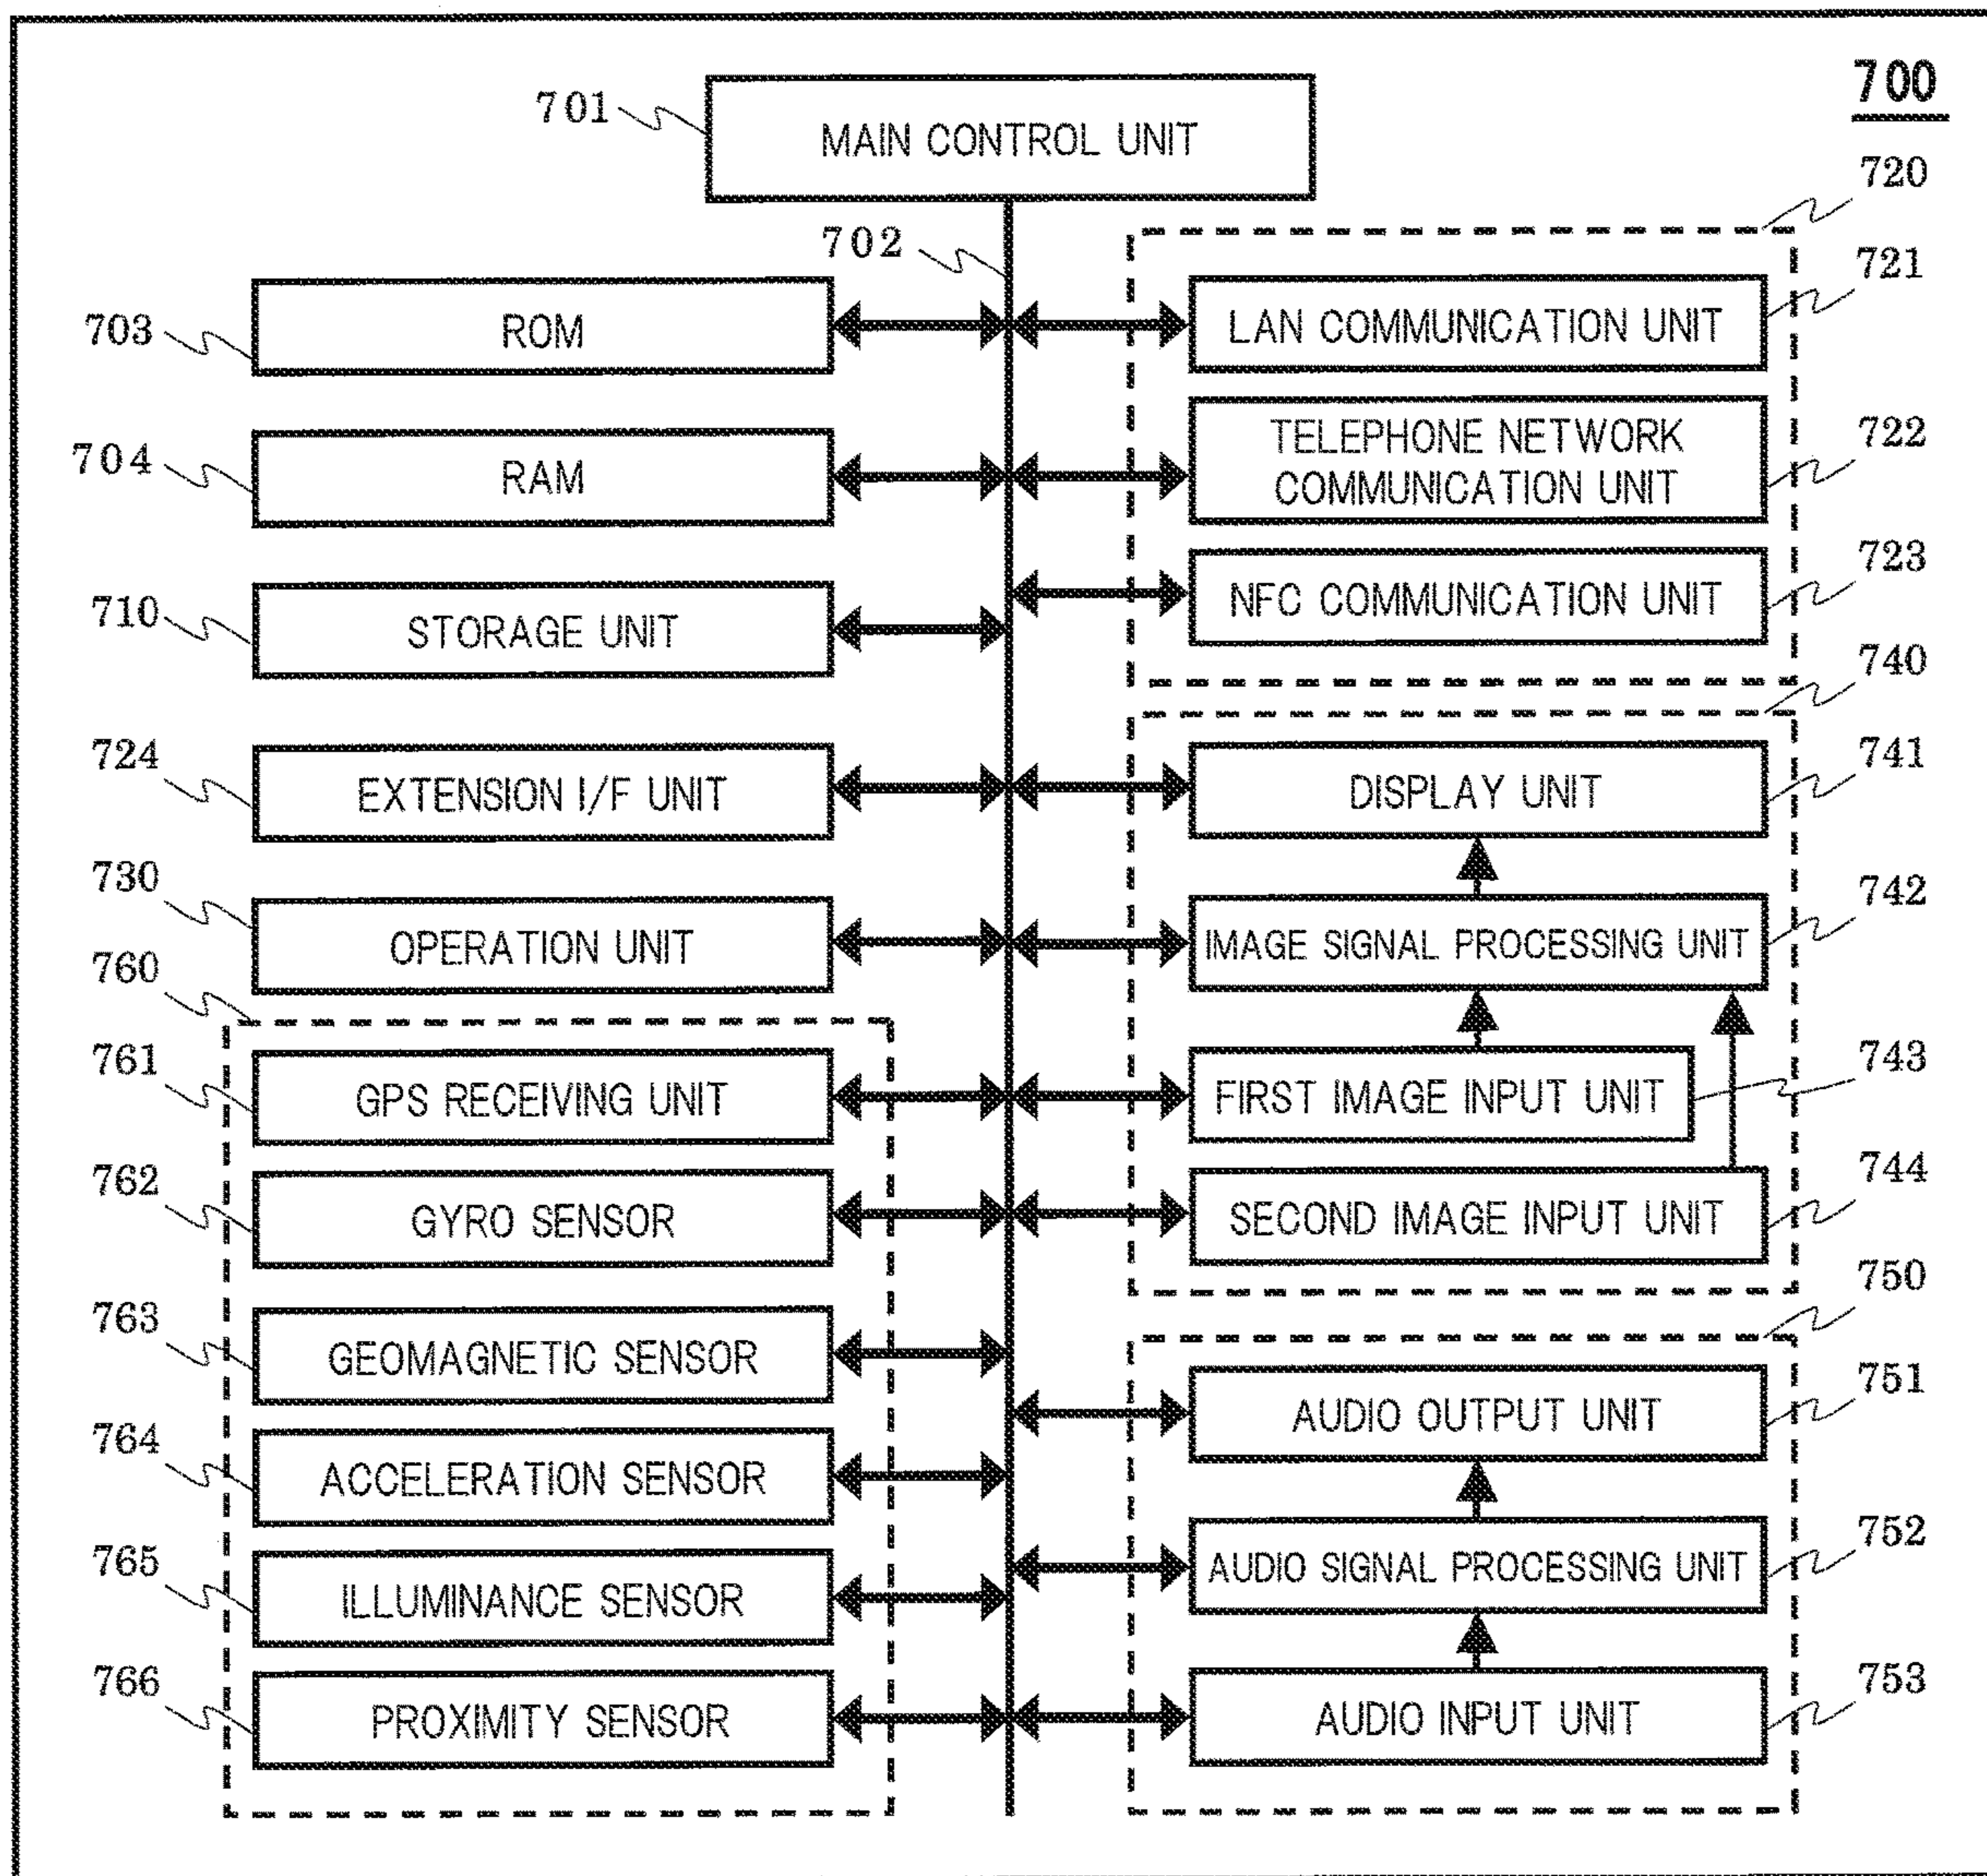 700
701
MAIN CONTROL UNIT
702
720
703
ROM
721
LAN COMMUNICATION UNIT
704
RAM
722
TELEPHONE NETWORK
COMMUNICATION UNIT
710
STORAGE UNIT
723
NFC COMMUNICATION UNIT
740
724
EXTENSION I/F UNIT
741
DISPLAY UNIT
730
OPERATION UNIT
742
IMAGE SIGNAL PROCESSING UNIT
760
761
GPS RECEIVING UNIT
743
FIRST IMAGE INPUT UNIT
762
GYRO SENSOR
744
SECOND IMAGE INPUT UNIT
750
763
GEOMAGNETIC SENSOR
751
AUDIO OUTPUT UNIT
764
ACCELERATION SENSOR
752
AUDIO SIGNAL PROCESSING UNIT
765
ILLUMINANCE SENSOR
766
PROXIMITY SENSOR
753
AUDIO INPUT UNIT